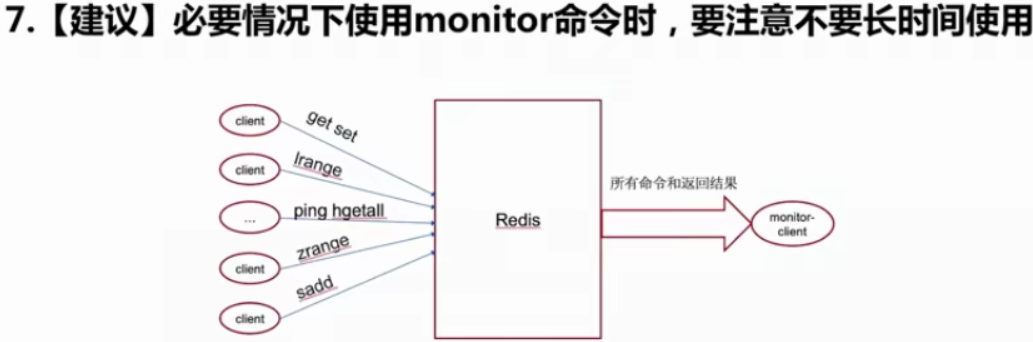 7.【建议】必要情况下使用monitor命令时，要注意不要长时间使用
client
get set
client
lrange
所有命令和返回结果
...
ping hgetall
Redis
monitor-
client
zrange
client
sadd
client